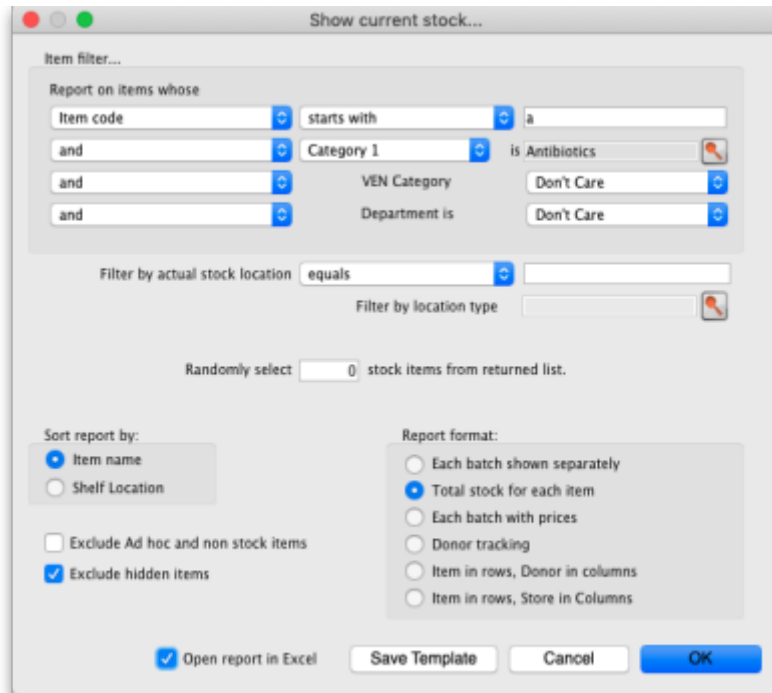 Show current stock...
Item filter...
Report on items whose
Item code starts with a
and Category 1 is Antibiotics
and VEN Category Don't Care
and Department is Don't Care
Filter by actual stock location equals
Filter by location type
Randomly select 0 stock items from returned list.
Sort report by:
Item name
Shelf Location
Exclude Ad hoc and non stock items
Exclude hidden items
Report format:
Each batch shown separately
Total stock for each item
Each batch with prices
Donor tracking
Item in rows, Donor in columns
Item in rows, Store in Columns
Open report in Excel Save Template Cancel OK